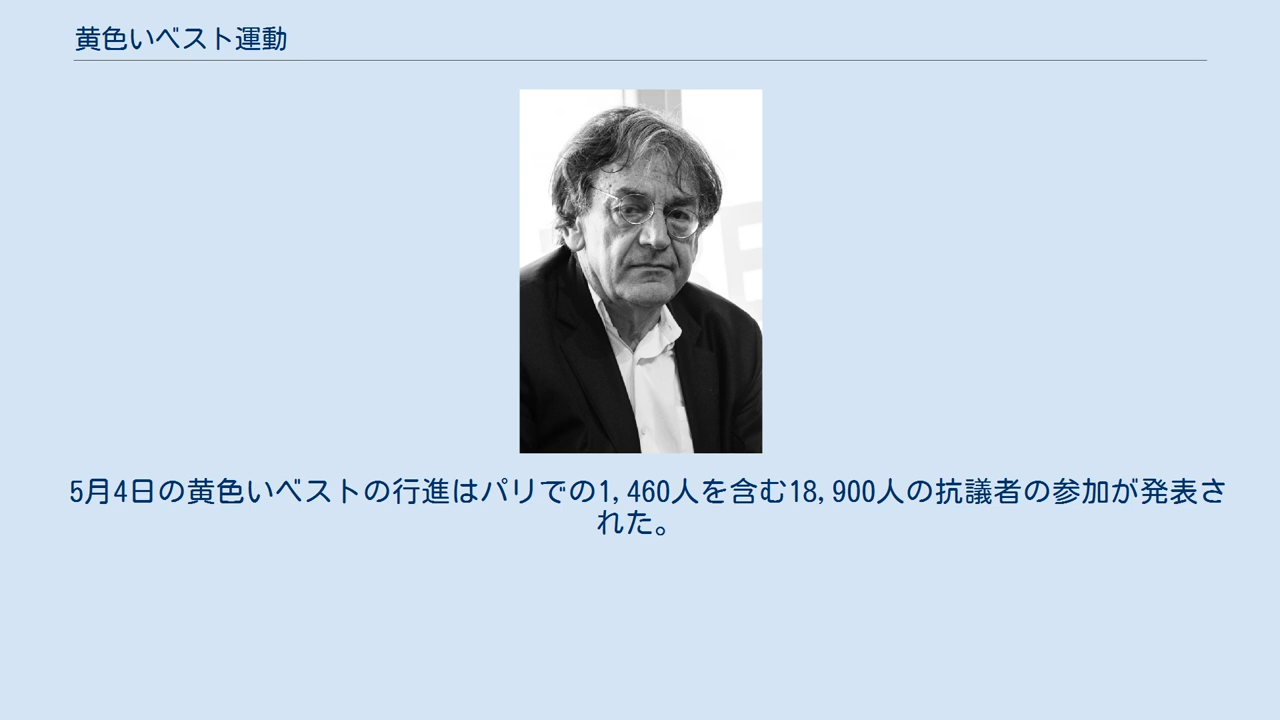 黄色いベスト運動
5月4日の黄色いベストの行進はパリでの1,460人を含む18,900人の抗議者の参加が発表さ
れた。